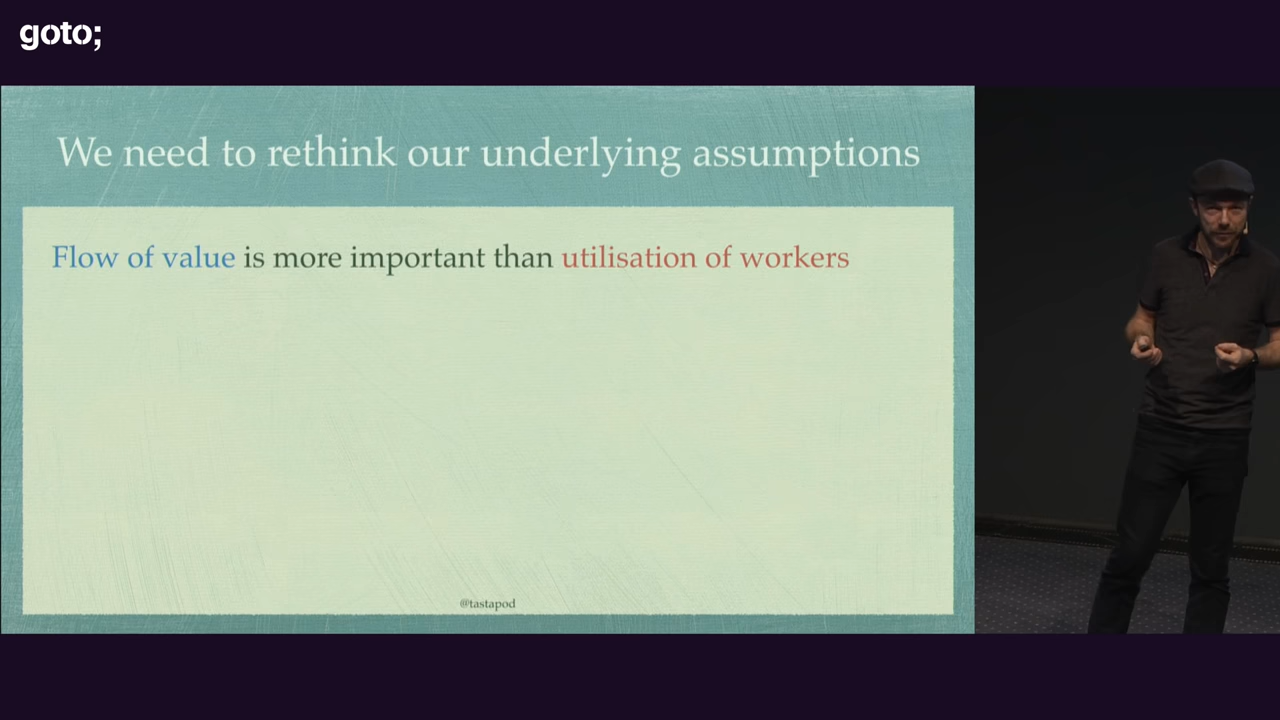 goto;
We need to rethink our underlying assumptions
Flow of value is more important than utilisation of workers
@tastapod